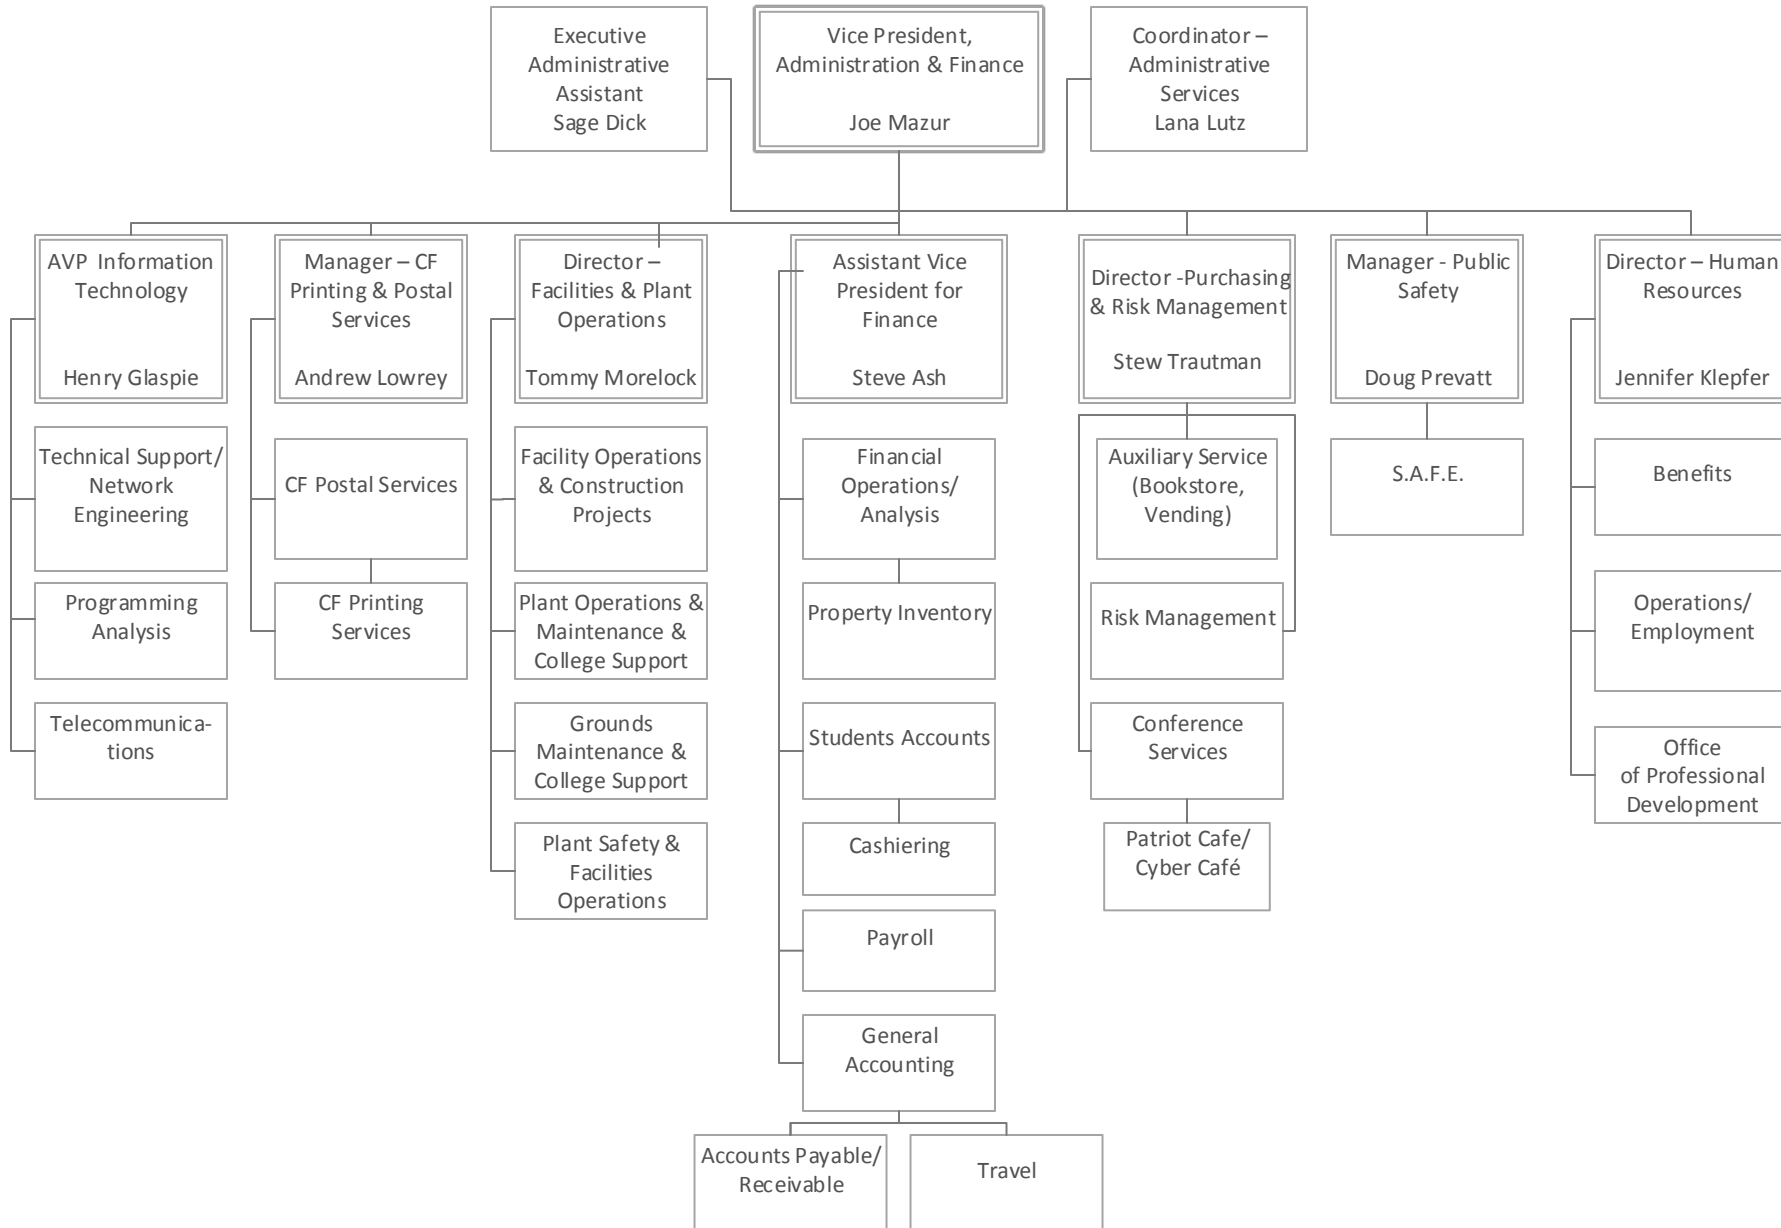 Executive
Administrative
Assistant
Sage Dick
Vice President,
Administration & Finance
Joe Mazur
Coordinator –
Administrative
Services
Lana Lutz
AVP Information
Technology
Henry Glaspie
Manager – CF
Printing & Postal
Services
Andrew Lowrey
Director –
Facilities & Plant
Operations
Tommy Morelock
Assistant Vice
President for
Finance
Steve Ash
Director -Purchasing
& Risk Management
Stew Trautman
Manager - Public
Safety
Doug Prevatt
Director – Human
Resources
Jennifer Klepfer
Technical Support/
Network
Engineering
CF Postal Services
Facility Operations
& Construction
Projects
Financial
Operations/
Analysis
Auxiliary Service
(Bookstore,
Vending)
S.A.F.E.
Benefits
Programming
Analysis
CF Printing
Services
Plant Operations &
Maintenance &
College Support
Property Inventory
Risk Management
Operations/
Employment
Telecommunica-
tions
Grounds
Maintenance &
College Support
Students Accounts
Conference
Services
Office
of Professional
Development
Plant Safety &
Facilities
Operations
Cashiering
Patriot Cafe/
Cyber Café
Payroll
General
Accounting
Accounts Payable/
Receivable
Travel